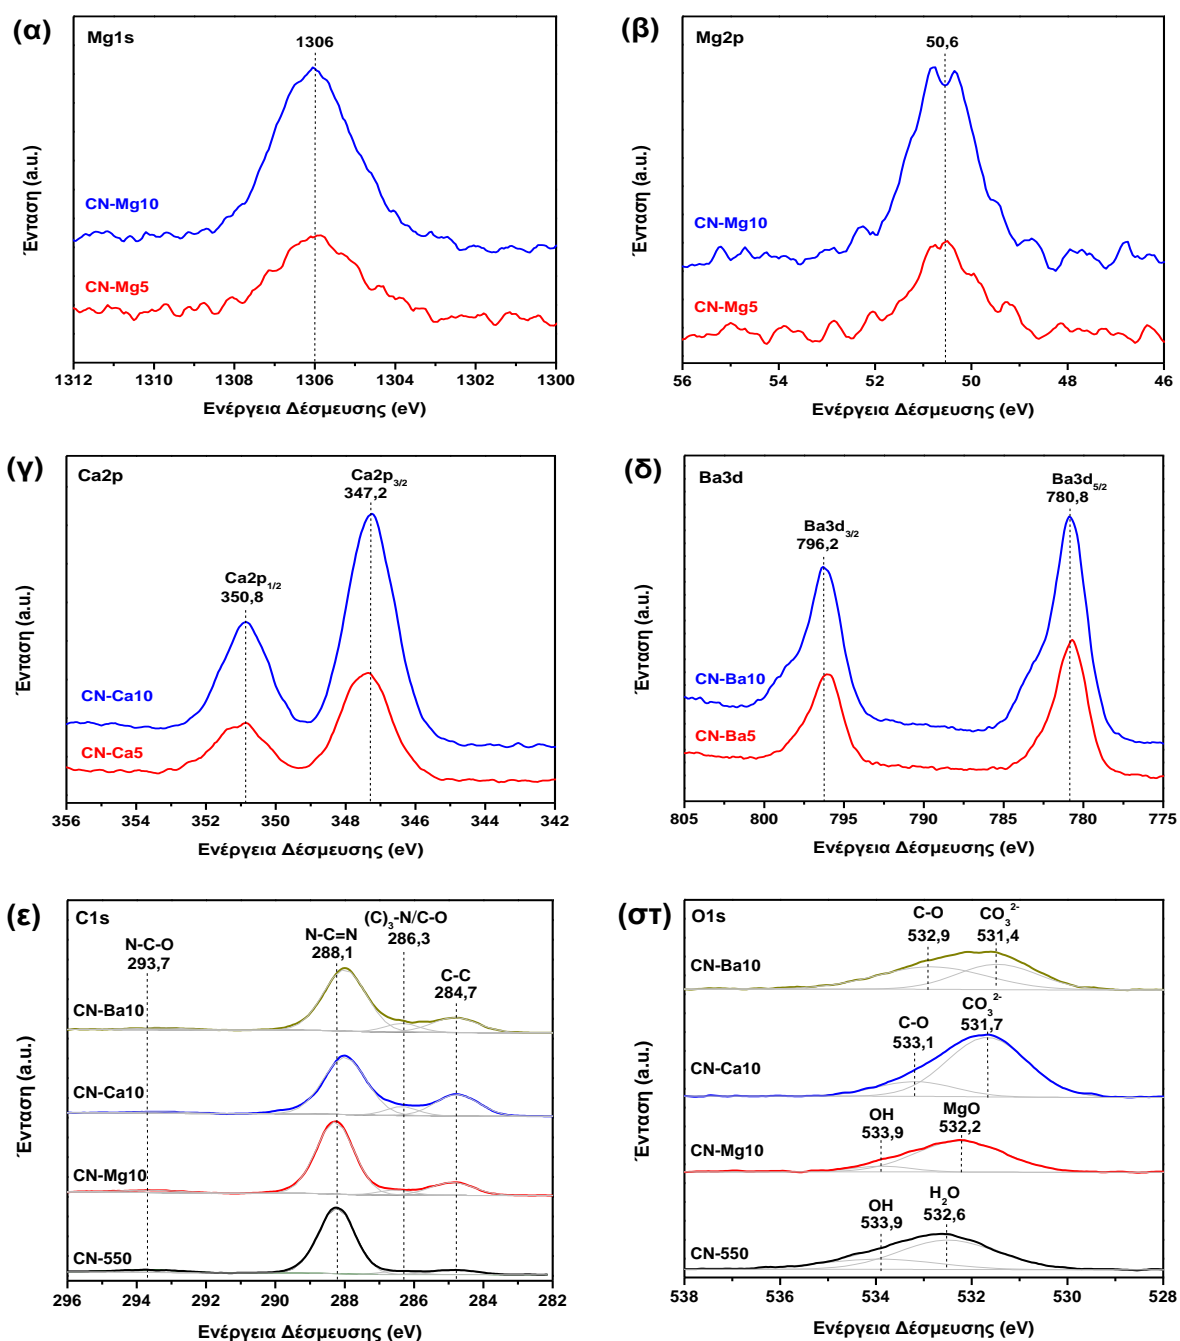 (α)
Mg1s
1306
CN-Mg10
CN-Mg5
Ένταση (a.u.)
1312 1310 1308 1306 1304 1302 1300
Ενέργεια Δέσμευσης (eV)
(β)
Mg2p
50,6
CN-Mg10
CN-Mg5
Ένταση (a.u.)
56 54 52 50 48 46
Ενέργεια Δέσμευσης (eV)
(γ)
Ca2p
Ca2p3/2
347,2
Ca2p1/2
350,8
CN-Ca10
CN-Ca5
Ένταση (a.u.)
356 354 352 350 348 346 344 342
Ενέργεια Δέσμευσης (eV)
(δ)
Ba3d
Ba3d5/2
780,8
Ba3d3/2
796,2
CN-Ba10
CN-Ba5
Ένταση (a.u.)
805 800 795 790 785 780 775
Ενέργεια Δέσμευσης (eV)
(ε)
C1s
(C)3-N/C-O
286,3
N-C=N
288,1
N-C-O
293,7
C-C
284,7
CN-Ba10
CN-Ca10
CN-Mg10
CN-550
Ένταση (a.u.)
296 294 292 290 288 286 284 282
Ενέργεια Δέσμευσης (eV)
(στ)
O1s
C-O
532,9
CO3 2-
531,4
CN-Ba10
CO3 2-
531,7
C-O
533,1
CN-Ca10
OH
533,9
MgO
532,2
CN-Mg10
OH
533,9
H2O
532,6
CN-550
Ένταση (a.u.)
538 536 534 532 530 528
Ενέργεια Δέσμευσης (eV)